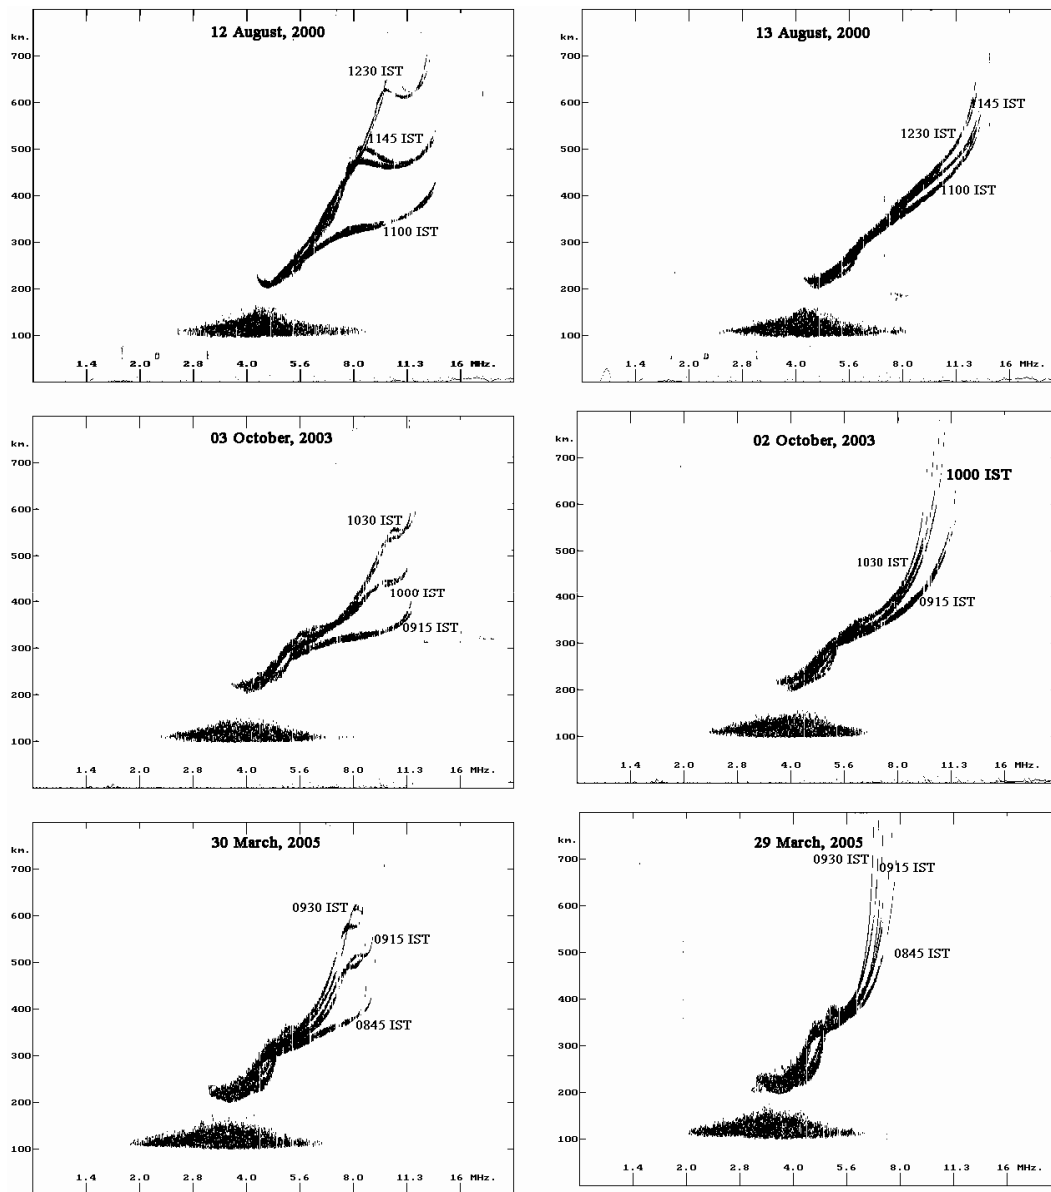 12 August, 2000
km.
700
600
500
400
300
200
100
1230 IST
1145 IST
1100 IST
1.4 2.0 2.8 4.0 5.6 8.0 11.3 16 MHz.
13 August, 2000
km.
700
600
500
400
300
200
100
1145 IST
1230 IST
1100 IST
1.4 2.0 2.8 4.0 5.6 8.0 11.3 16 MHz.
03 October, 2003
km.
700
600
500
400
300
200
100
1030 IST
1000 IST
0915 IST
1.4 2.0 2.8 4.0 5.6 8.0 11.3 16 MHz.
02 October, 2003
km.
700
600
500
400
300
200
100
1000 IST
1030 IST
0915 IST
1.4 2.0 2.8 4.0 5.6 8.0 11.3 16 MHz.
30 March, 2005
km.
700
600
500
400
300
200
100
0930 IST
0915 IST
0845 IST
1.4 2.0 2.8 4.0 5.6 8.0 11.3 16 MHz.
29 March, 2005
km.
700
600
500
400
300
200
100
0930 IST
0915 IST
0845 IST
1.4 2.0 2.8 4.0 5.6 8.0 11.3 16 MHz.